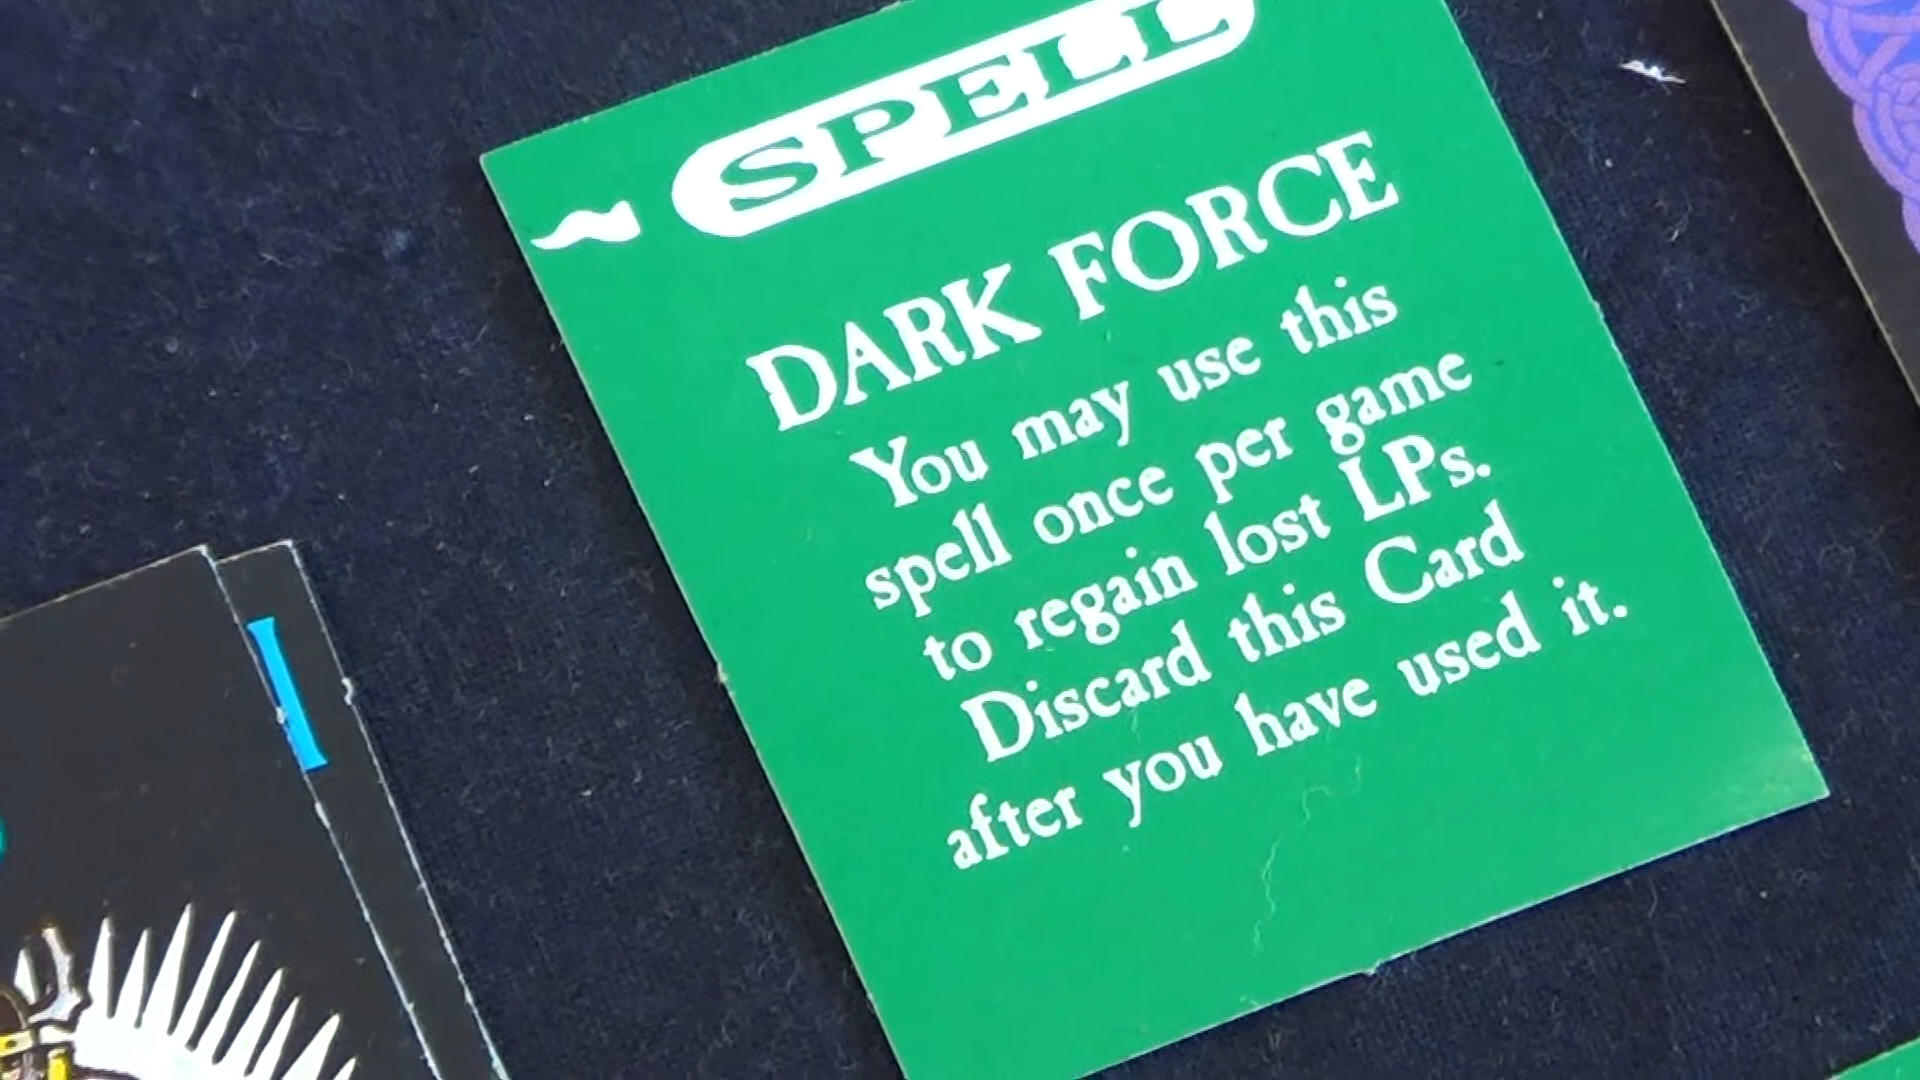 SPELL
DARK FORCE
You may use this
spell once per game
to regain lost LPs.
Discard this Card
after you have used it.